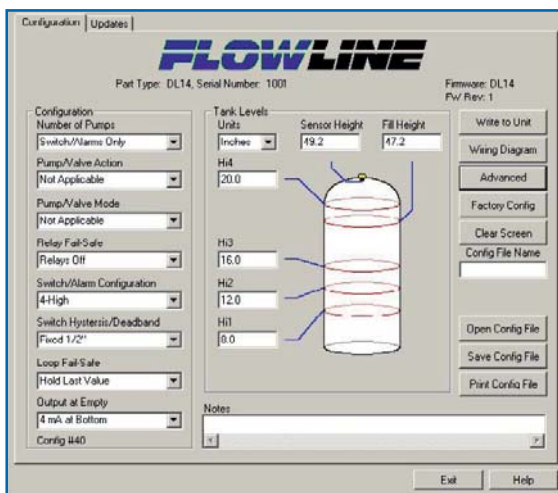 Configuration
Updates
FLOWLINE
Part Type: DL14, Serial Number: 1001
Firmware: DL14
FW Rev: 1
Configuration
Number of Pumps
Switch/Alarms Only
Pump/Valve Action
Not Applicable
Pump/Valve Mode
Not Applicable
Relay Fail-Safe
Relays Off
Switch/Alarm Configuration
4-High
Switch Hystersis/Deadband
Fixed 1/2"
Loop Fail-Safe
Hold Last Value
Output at Empty
4 mA at Bottom
Config #40
Tank Levels
Units
Inches
Sensor Height
49.2
Fill Height
47.2
Hi4
20.0
Hi3
16.0
Hi2
12.0
Hi1
8.0
Notes
Write to Unit
Wiring Diagram
Advanced
Factory Config
Clear Screen
Config File Name
Open Config File
Save Config File
Print Config File
Exit
Help